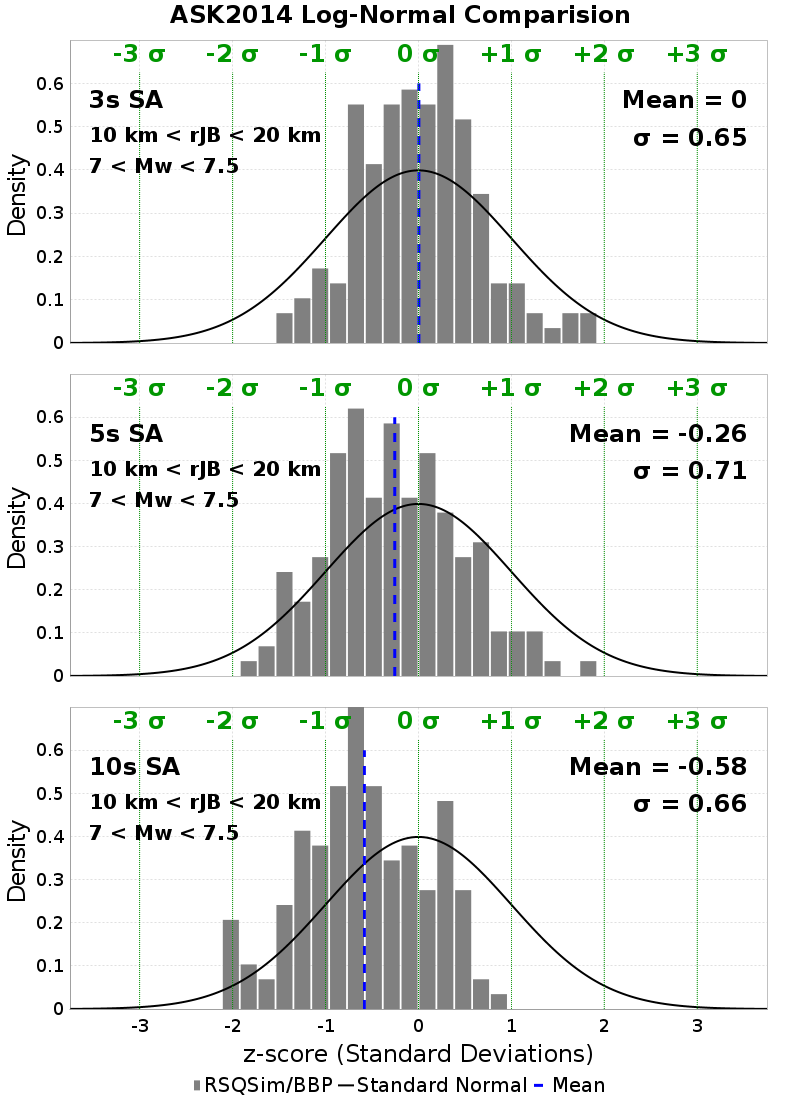 ASK2014 Log-Normal Comparision
-3 σ -2 σ -1 σ 0 σ +1 σ +2 σ +3 σ
3s SA
10 km < rJB < 20 km
7 < Mw < 7.5
Mean = 0
σ = 0.65
0.6
0.5
0.4
0.3
0.2
0.1
0
Density
-3 σ -2 σ -1 σ 0 σ +1 σ +2 σ +3 σ
5s SA
10 km < rJB < 20 km
7 < Mw < 7.5
Mean = -0.26
σ = 0.71
0.6
0.5
0.4
0.3
0.2
0.1
0
Density
-3 σ -2 σ -1 σ 0 σ +1 σ +2 σ +3 σ
10s SA
10 km < rJB < 20 km
7 < Mw < 7.5
Mean = -0.58
σ = 0.66
0.6
0.5
0.4
0.3
0.2
0.1
0
Density
-3 -2 -1 0 1 2 3
z-score (Standard Deviations)
RSQSim/BBP Standard Normal Mean